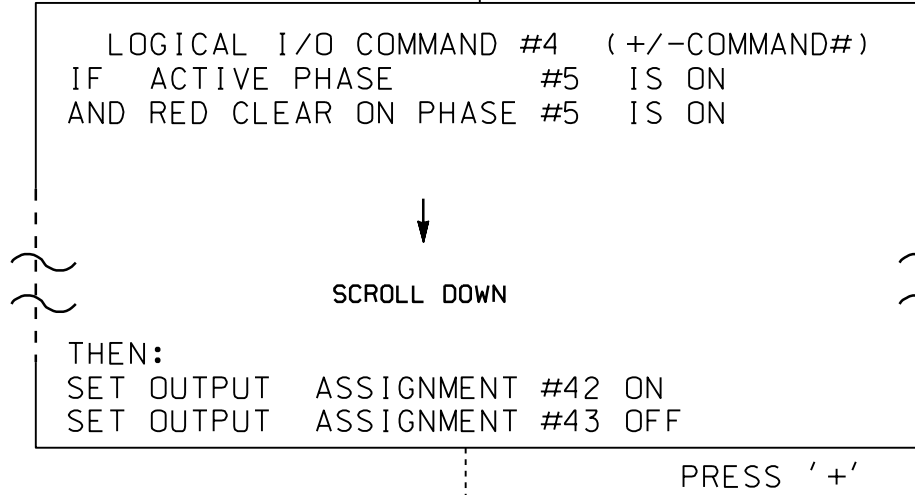 LOGICAL I/O COMMAND #4 (+/-COMMAND#)
IF ACTIVE PHASE #5 IS ON
AND RED CLEAR ON PHASE #5 IS ON
SCROLL DOWN
THEN:
SET OUTPUT ASSIGNMENT #42 ON
SET OUTPUT ASSIGNMENT #43 OFF
PRESS '+'